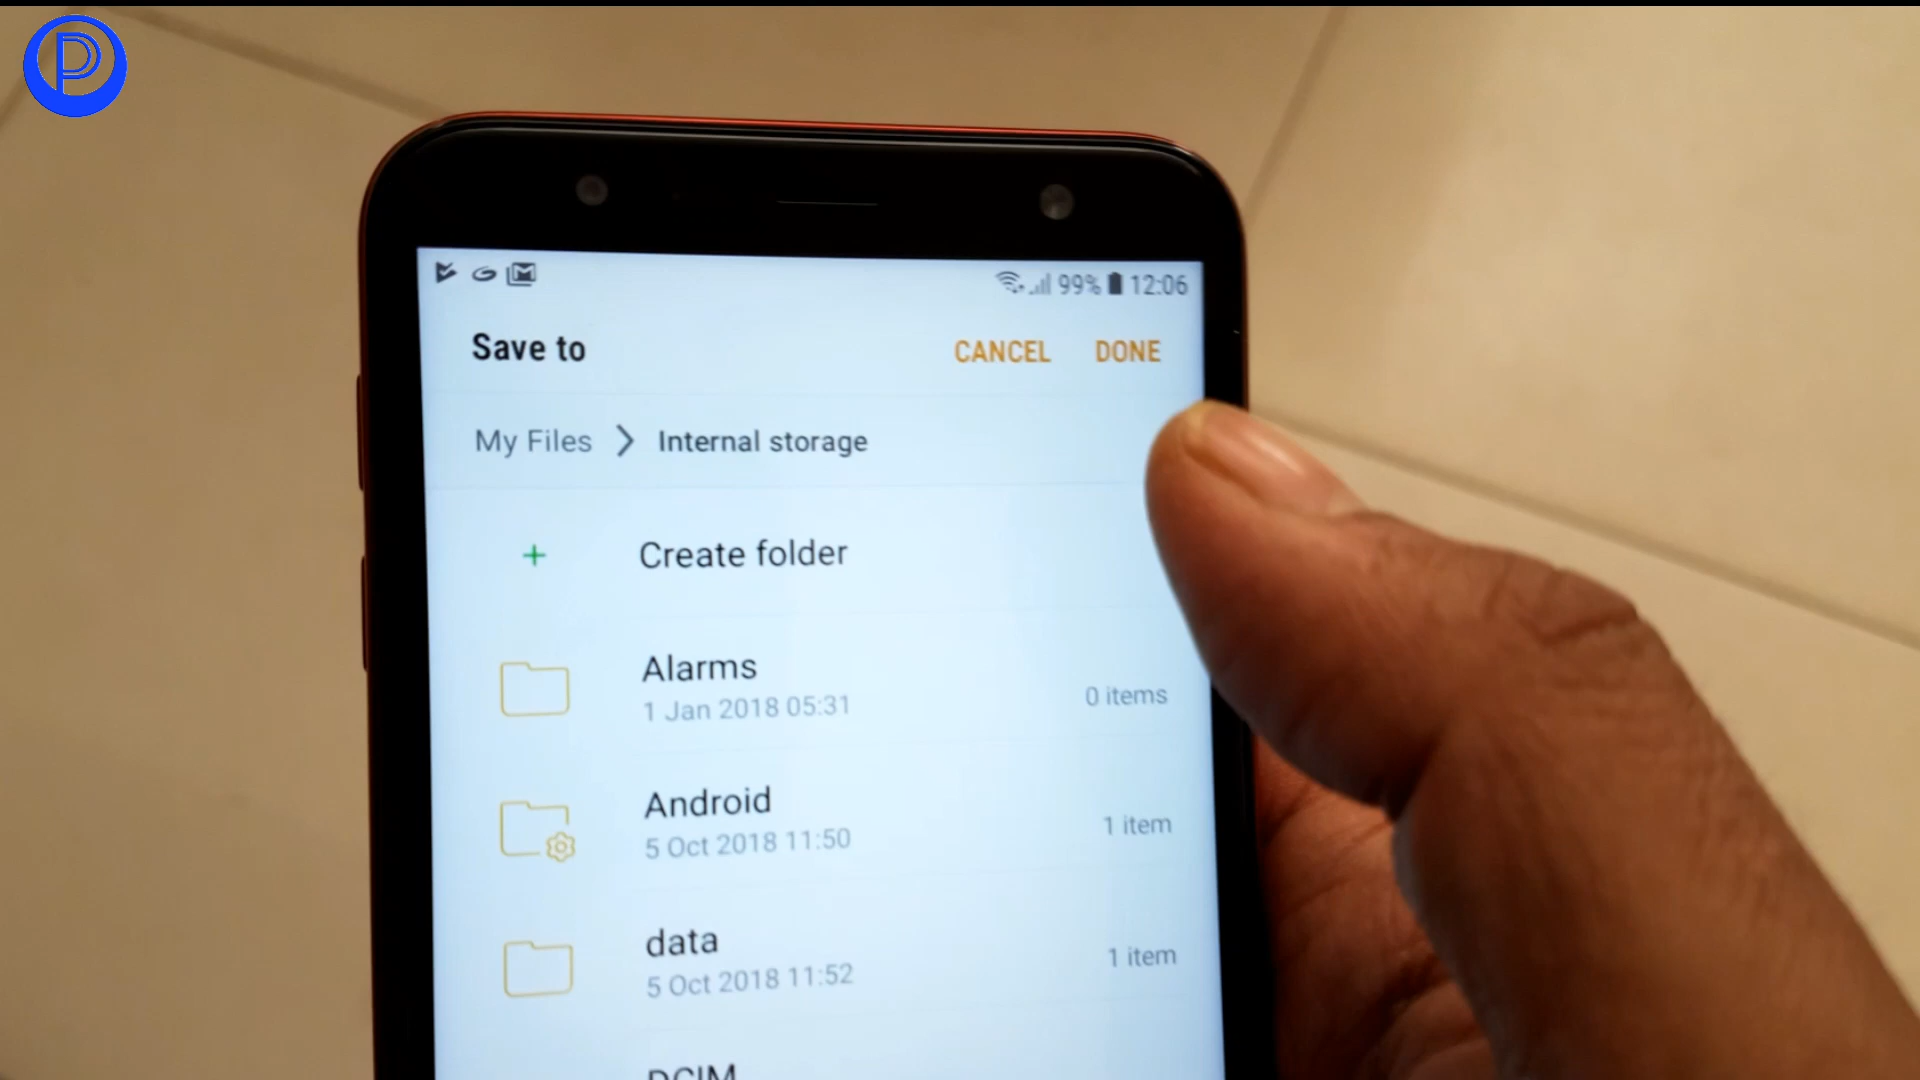 P
99% 12:06
Save to CANCEL DONE
My Files > Internal storage
+ Create folder
Alarms
1 Jan 2018 05:31 0 items
Android
5 Oct 2018 11:50 1 item
data
5 Oct 2018 11:52 1 item
DCIM